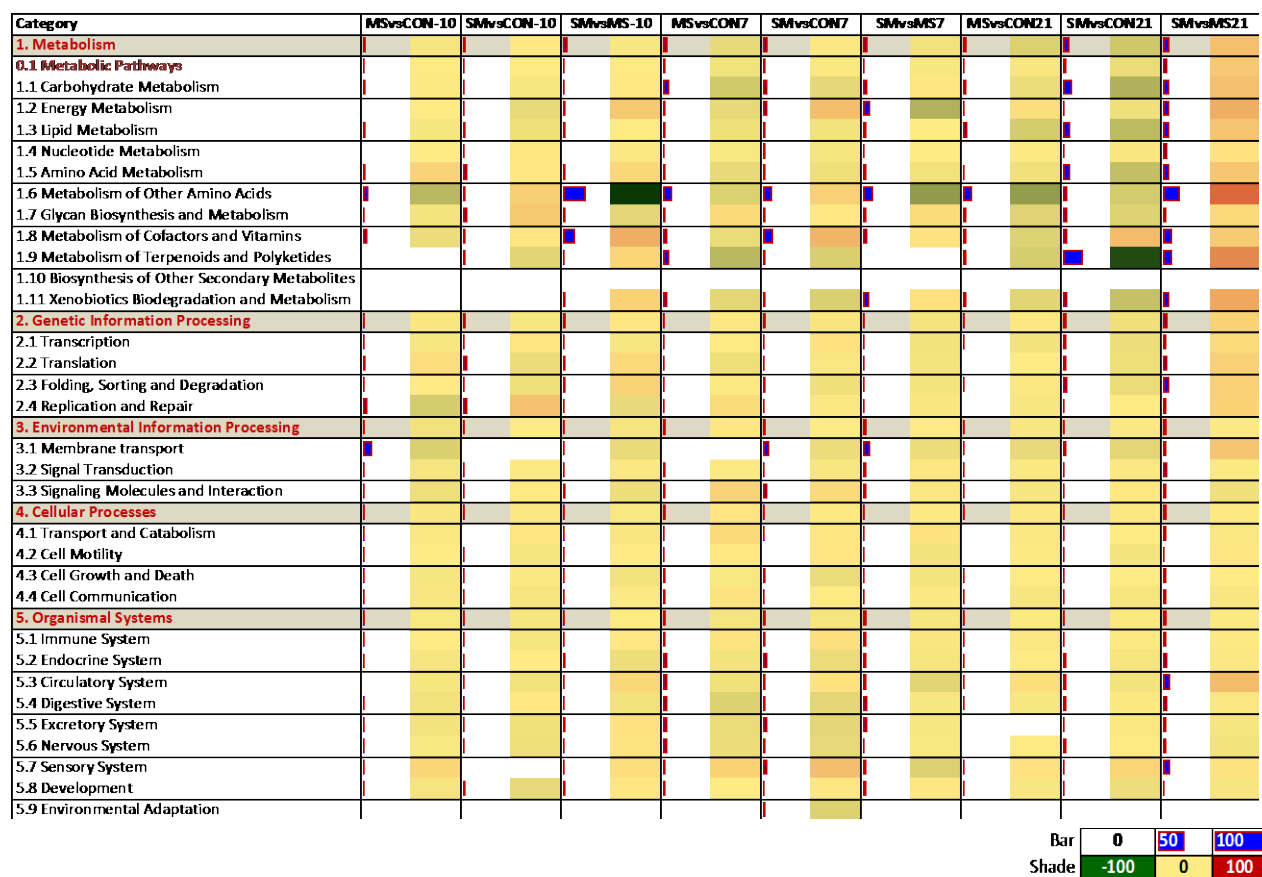 Category MSvsCON-10 SMvsCON-10 SMvsMS-10 MSvsCON7 SMvsCON7 SMvsMS7 MSvsCON21 SMvsCON21 SMvsMS21
1. Metabolism
0.1 Metabolic Pathways
1.1 Carbohydrate Metabolism
1.2 Energy Metabolism
1.3 Lipid Metabolism
1.4 Nucleotide Metabolism
1.5 Amino Acid Metabolism
1.6 Metabolism of Other Amino Acids
1.7 Glycan Biosynthesis and Metabolism
1.8 Metabolism of Cofactors and Vitamins
1.9 Metabolism of Terpenoids and Polyketides
1.10 Biosynthesis of Other Secondary Metabolites
1.11 Xenobiotics Biodegradation and Metabolism
2. Genetic Information Processing
2.1 Transcription
2.2 Translation
2.3 Folding, Sorting and Degradation
2.4 Replication and Repair
3. Environmental Information Processing
3.1 Membrane transport
3.2 Signal Transduction
3.3 Signaling Molecules and Interaction
4. Cellular Processes
4.1 Transport and Catabolism
4.2 Cell Motility
4.3 Cell Growth and Death
4.4 Cell Communication
5. Organismal Systems
5.1 Immune System
5.2 Endocrine System
5.3 Circulatory System
5.4 Digestive System
5.5 Excretory System
5.6 Nervous System
5.7 Sensory System
5.8 Development
5.9 Environmental Adaptation
Bar 0 50 100
Shade -100 0 100